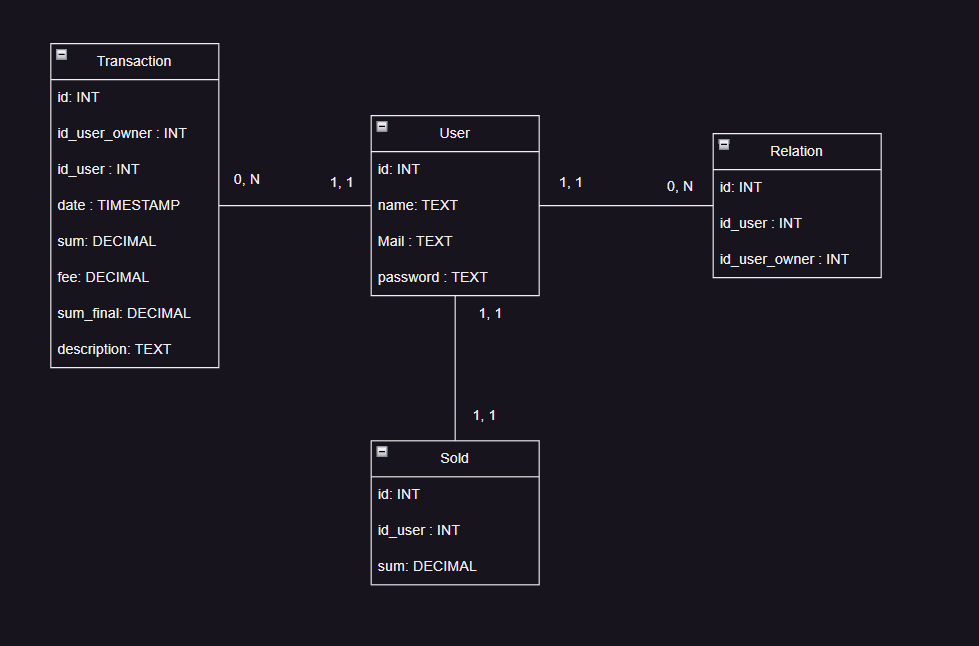 Transaction
id: INT
id_user_owner : INT
id_user : INT
date : TIMESTAMP
sum: DECIMAL
fee: DECIMAL
sum_final: DECIMAL
description: TEXT
0, N
1, 1
User
id: INT
name: TEXT
Mail : TEXT
password : TEXT
1, 1
0, N
Relation
id: INT
id_user : INT
id_user_owner : INT
1, 1
1, 1
Sold
id: INT
id_user : INT
sum: DECIMAL